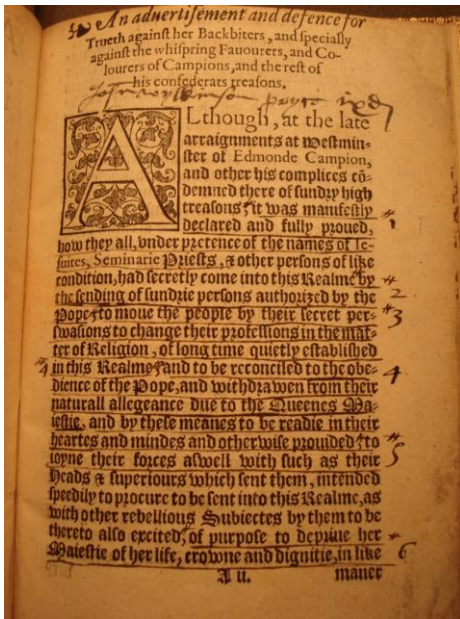 An aduertiſement and defence for
Trueth against her Backbiters, and specially
against the whispring Fauourers, and Co-
lourers of Campions, and the rest of
his confederats treasons.
ALthough, at the late
arraignments at Westmin-
ster of Edmonde Campion,
and other his complices cō-
demned there of sundry high
treasons, it was manifestly
declared and fully proued,
how they all, vnder pretence of the names of Ie-
suites, Seminarie Priests, & other persons of like
condition, had secretly come into this Realme by
the sending of sundrie persons authorized by the
Pope, to moue the people by their secret per-
swasions to change their professions in the mat-
ter of Religion, of long time quietly established
in this Realme, and to be reconciled to the obe-
dience of the Pope, and withdrawen from their
naturall allegeance due to the Queenes Ma-
iestie, and by these meanes to be readie in their
heartes and mindes and otherwise prouided, to
ioyne their forces aswell with such as their
Heads & superiours which sent them, intended
speedily to procure to be sent into this Realme, as
with other rebellious Subiectes by them to be
thereto also excited, of purpose to depriue her
Maiestie of her life, crowne and dignitie, in like
A ii. maner
1
2
3
4
4
5
6